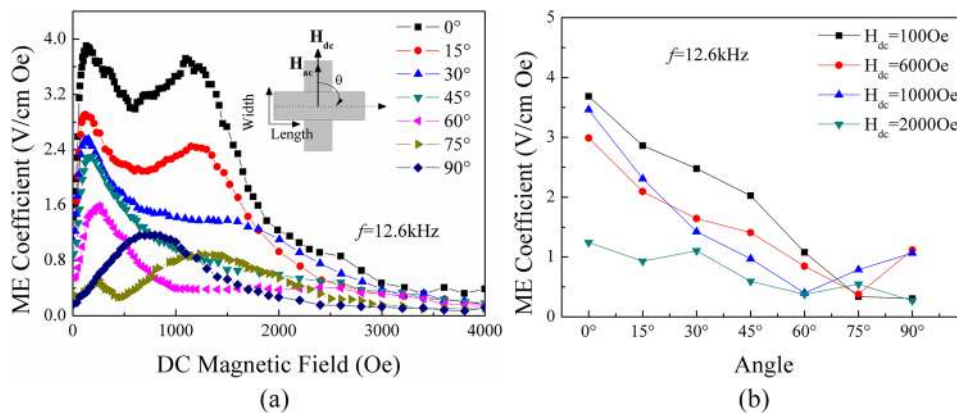 (a)
ME Coefficient (V/cm Oe)
4.0
3.2
2.4
1.6
0.8
0.0
0
1000
2000
3000
4000
DC Magnetic Field (Oe)
H_dc
H_ac
θ
Width
Length
0°
15°
30°
45°
60°
75°
90°
f=12.6kHz
(a)
b)
ME Coefficient (V/cm Oe)
5
4
3
2
1
0
0°
15°
30°
45°
60°
75°
90°
Angle
f=12.6kHz
H_dc=100Oe
H_dc=600Oe
H_dc=1000Oe
H_dc=2000Oe
(b)